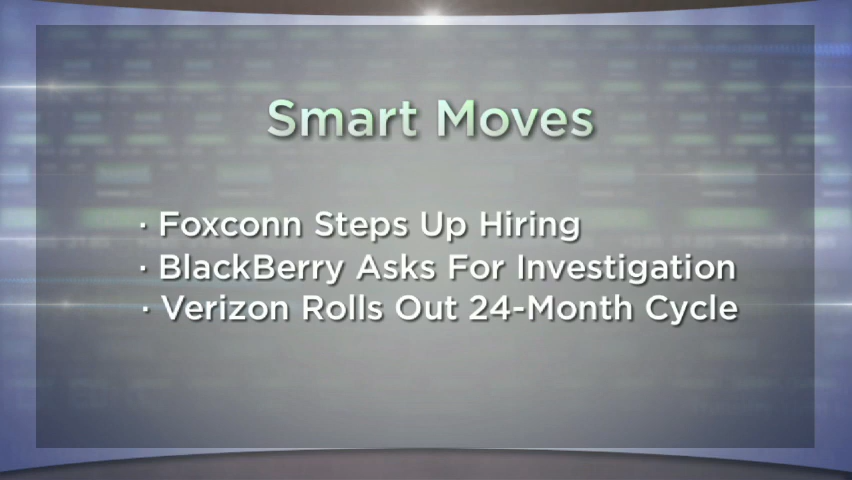 Smart Moves
· Foxconn Steps Up Hiring
· BlackBerry Asks For Investigation
· Verizon Rolls Out 24-Month Cycle